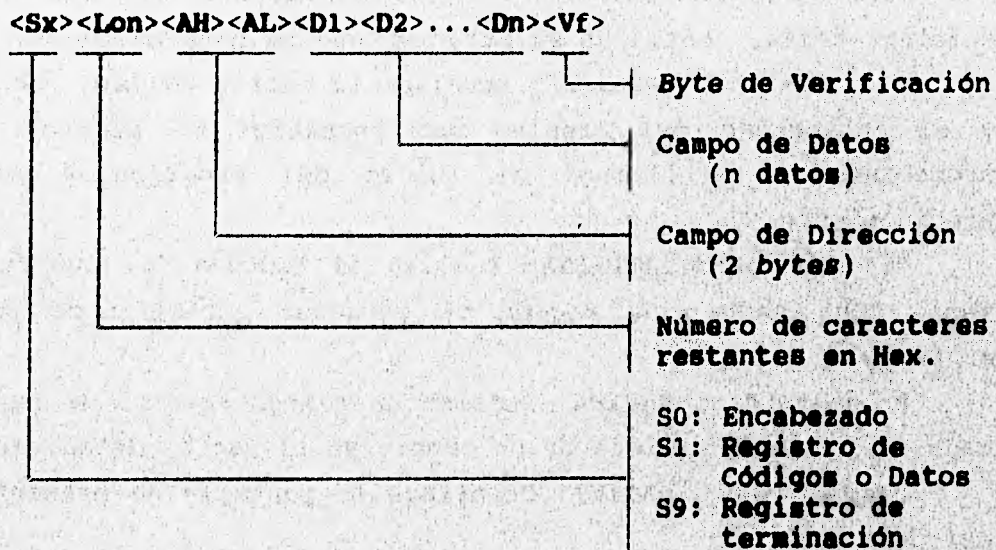 <Sx><Lon><AH><AL><D1><D2>...<Dn><Vf>
Byte de Verificación
Campo de Datos
(n datos)
Campo de Dirección
(2 bytes)
Número de caracteres
restantes en Hex.
S0: Encabezado
S1: Registro de
Códigos o Datos
S9: Registro de
terminación